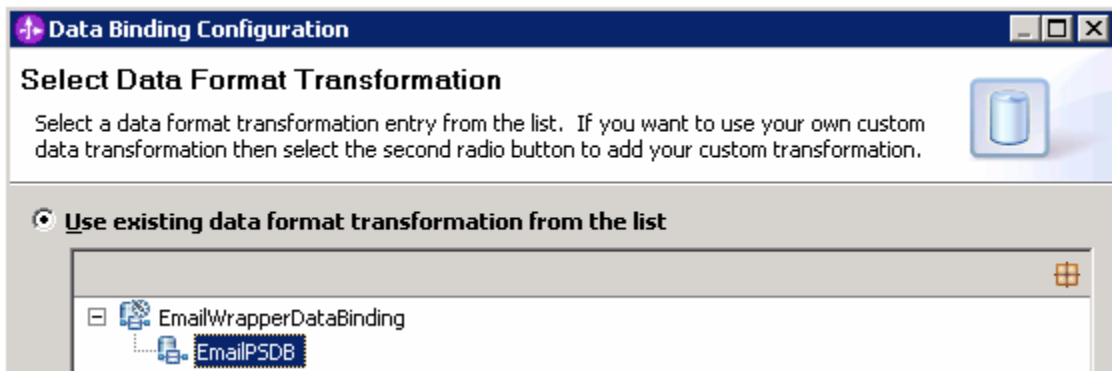 Data Binding Configuration
Select Data Format Transformation
Select a data format transformation entry from the list.  If you want to use your own custom
data transformation then select the second radio button to add your custom transformation.
Use existing data format transformation from the list
EmailWrapperDataBinding
EmailPSDB